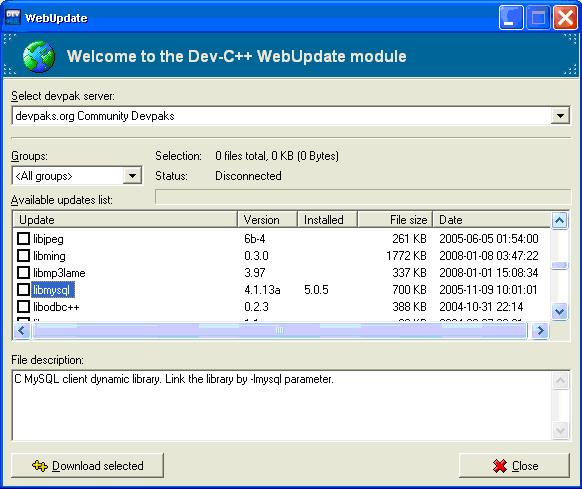 WebUpdate
Welcome to the Dev-C++ WebUpdate module
Select devpak server:
devpaks.org Community Devpaks
Groups: Selection: 0 files total, 0 KB (0 Bytes)
<All groups> Status: Disconnected
Available updates list:
Update Version Installed File size Date
libjpeg 6b-4 261 KB 2005-06-05 01:54:00
libming 0.3.0 1772 KB 2008-01-08 03:47:22
libmp3lame 3.97 337 KB 2008-01-01 15:08:34
libmysql 4.1.13a 5.0.5 700 KB 2005-11-09 10:01:01
libodbc++ 0.2.3 388 KB 2004-10-31 22:14
File description:
C MySQL client dynamic library. Link the library by -lmysql parameter.
Download selected Close